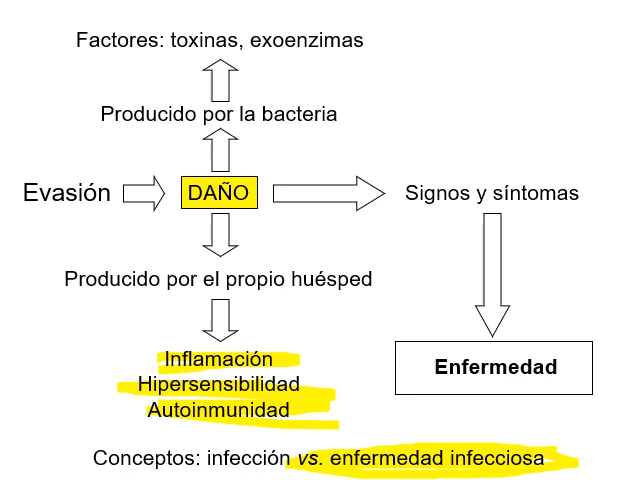 Factores: toxinas, exoenzimas
Producido por la bacteria
Evasión
DAÑO
Signos y síntomas
Producido por el propio huésped
Inflamación
Hipersensibilidad
Autoinmunidad
Enfermedad
Conceptos: infección vs. enfermedad infecciosa